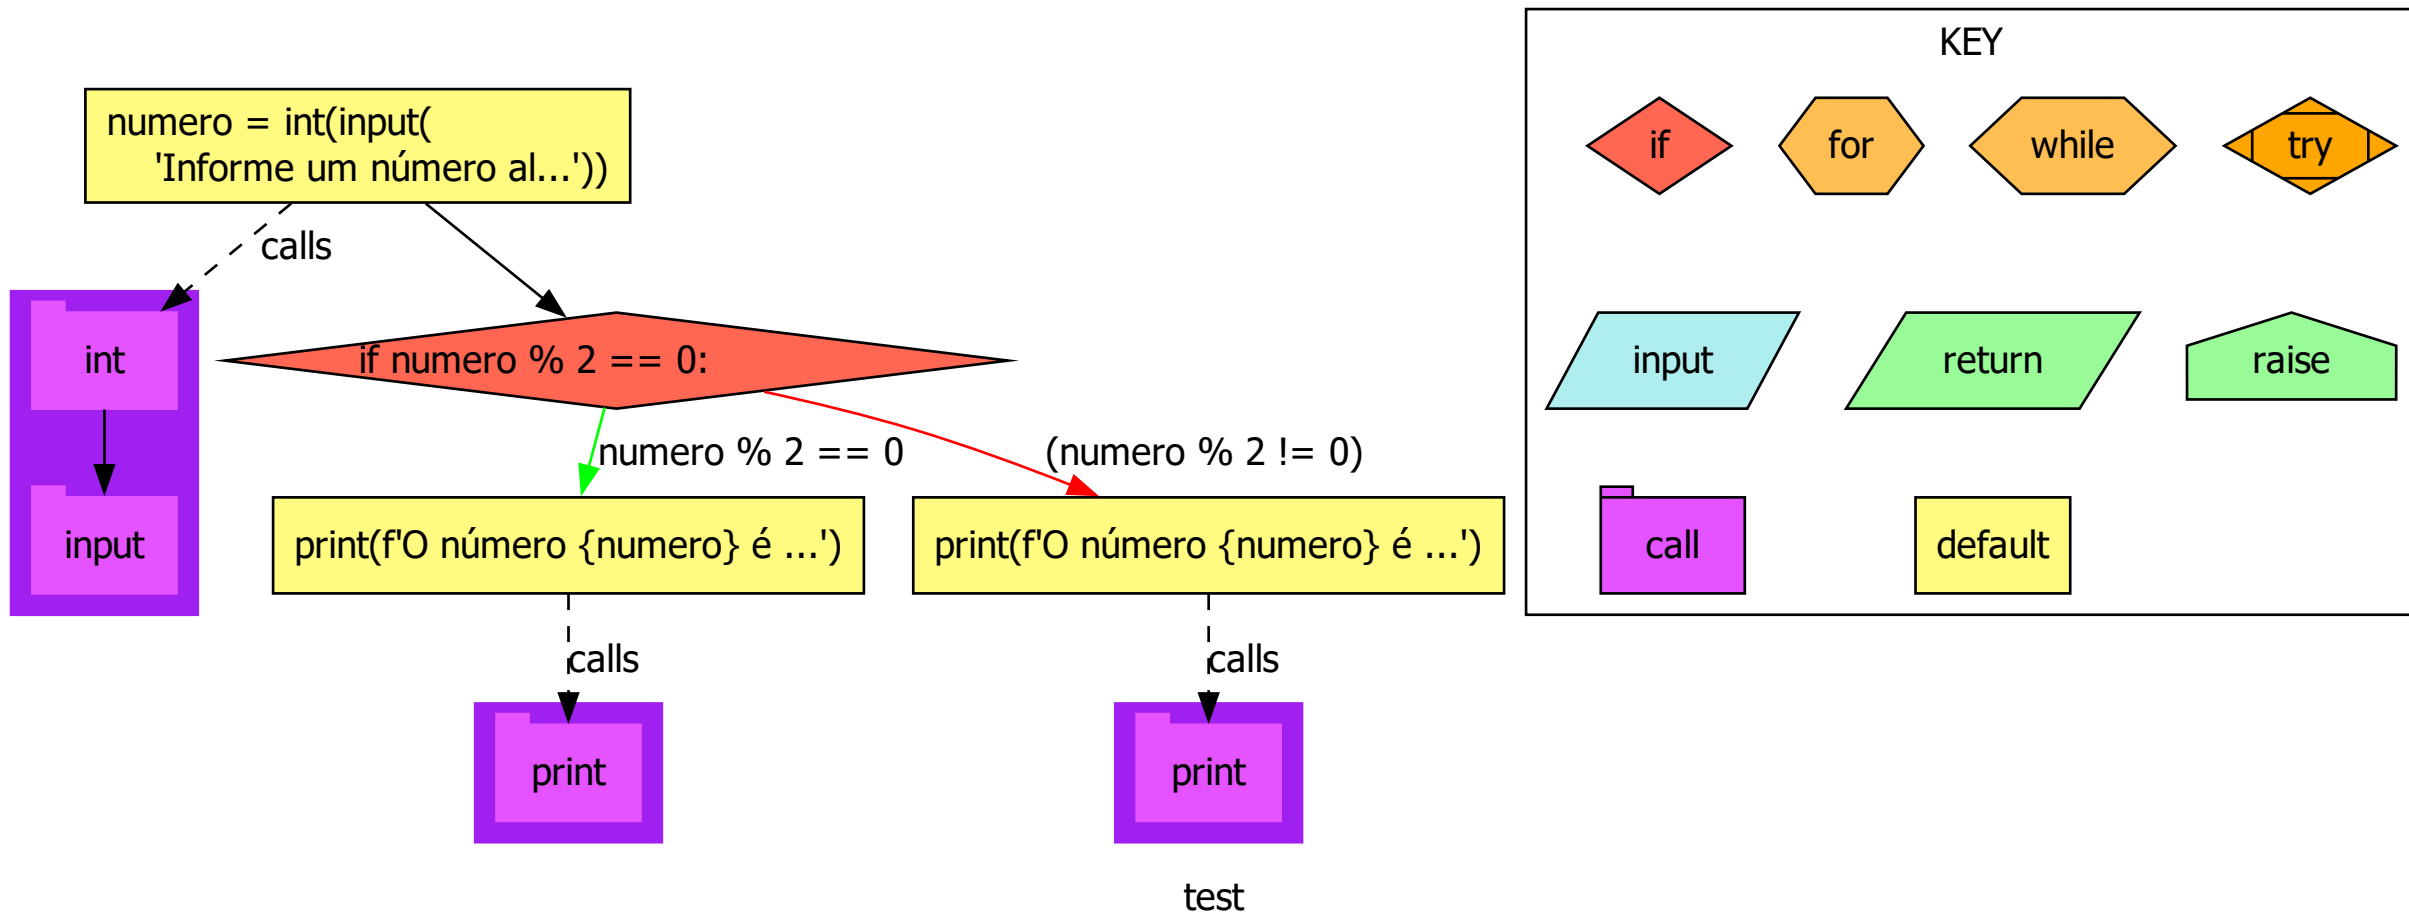 numero = int(input(
'Informe um número al...'))
calls
int
if numero % 2 == 0:
numero % 2 == 0
(numero % 2 != 0)
input
print(f'O número {numero} é ...')
print(f'O número {numero} é ...')
calls
calls
print
print
test
KEY
if
for
while
try
input
return
raise
call
default